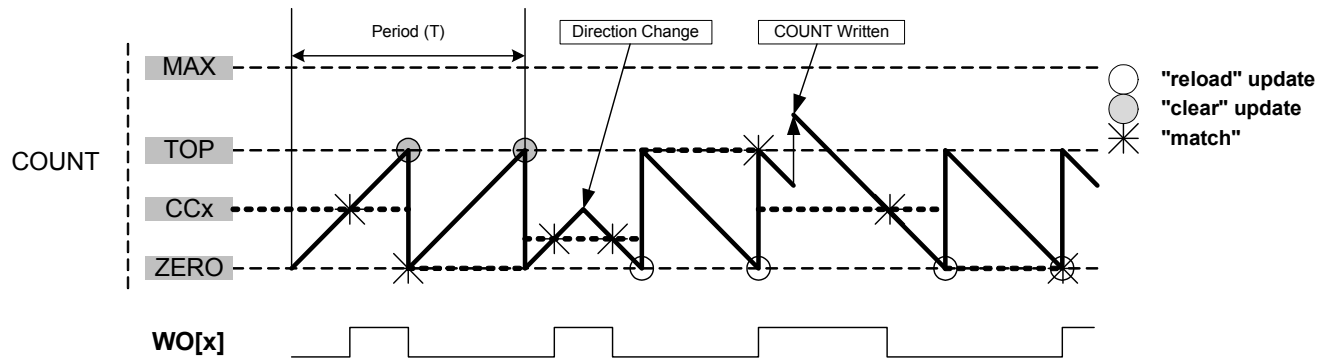 Period (T)
Direction Change
COUNT Written
MAX
"reload" update
"clear" update
TOP
"match"
COUNT
CCx
ZERO
WO[x]